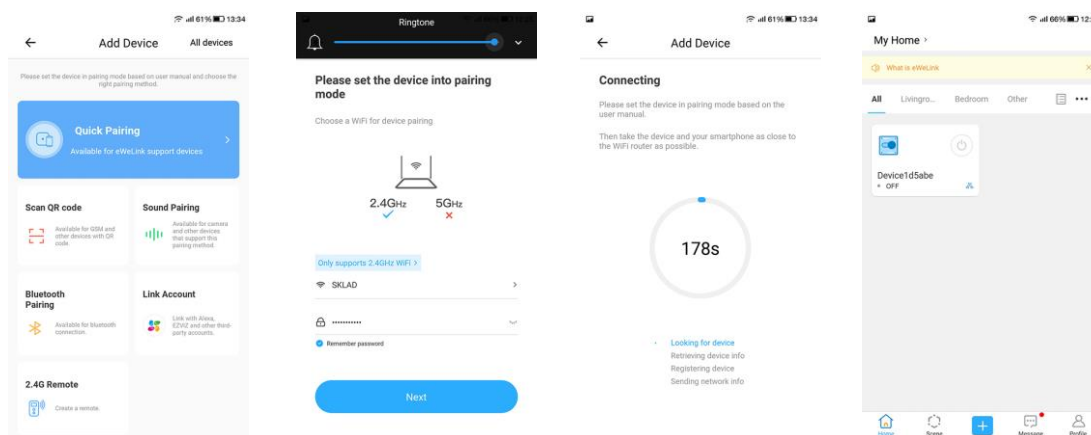 61% 13:34
Add Device
All devices
Please set the device in pairing mode based on user manual and choose the
right pairing method.
Quick Pairing
Available for eWeLink support
devices
Scan QR code
Available for GSM and
other devices with QR
code.
Sound Pairing
Available for camera
and other devices
that support this
pairing method.
Bluetooth
Pairing
Available for bluetooth
connection.
Link Account
Link with Alexa,
EZVIZ and other third-
party accounts.
2.4G Remote
Create a remote.
Ringtone
Please set the device into pairing
mode
Choose a WiFi for device pairing
2.4GHz
5GHz
Only supports 2.4GHz WiFi >
SKLAD
Remember password
Next
61% 13:34
Add Device
Connecting
Please set the device in pairing mode based on the
user manual.
Then take the device and your smartphone as close to
the WiFi router as possible.
178s
Looking for device
Retrieving device info
Registering device
Sending network info
66% 12:
My Home >
What is eWeLink
All
Livingro...
Bedroom
Other
Device1d5abe
OFF
Home
Scene
Message
Profile